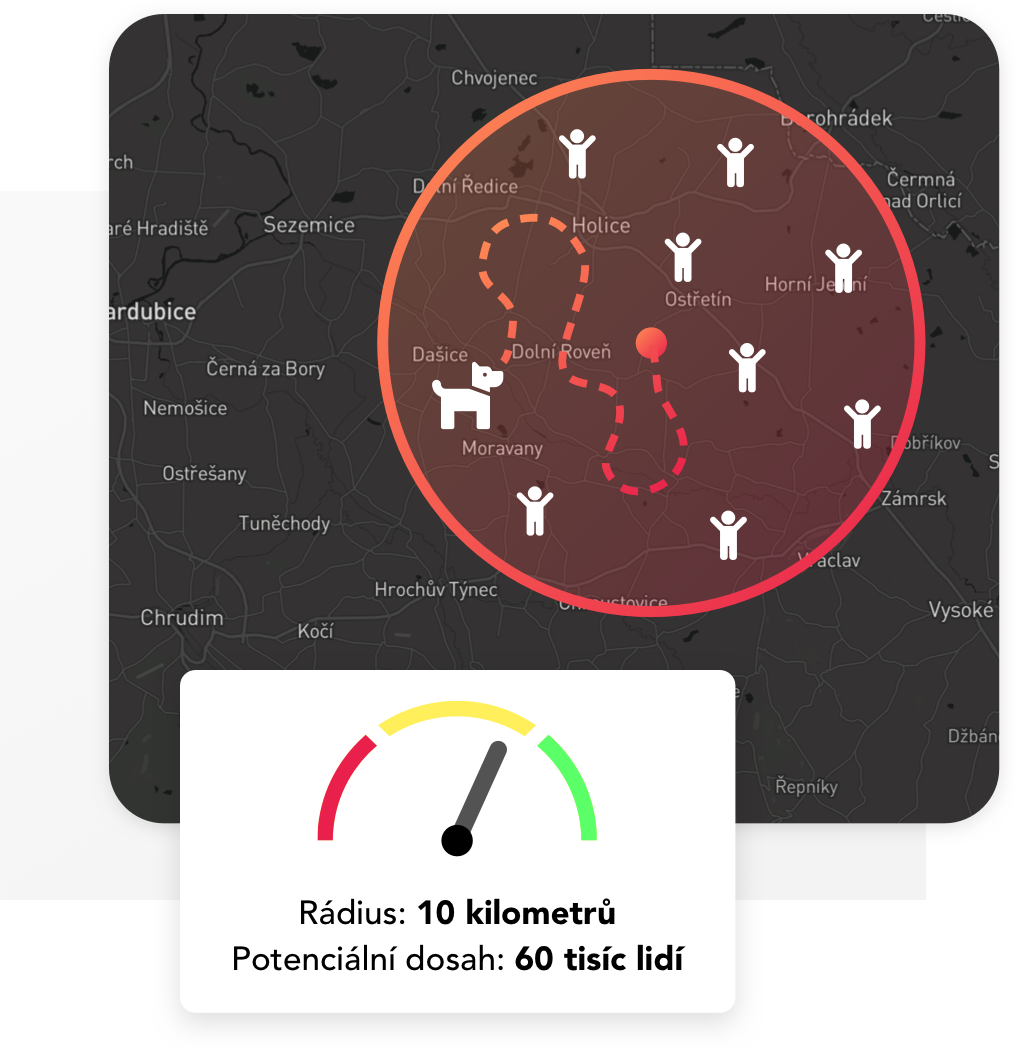 Chvojenec
Borohrádek
rch
Dolní Ředice
Čermná
nad Orlicí
aré Hradiště
Sezemice
Holice
Horní Jelení
Ostřetín
ardubice
Dašice
Dolní Roveň
Černá za Bory
Nemošice
Dobříkov
Moravany
S
Ostřešany
Zámrsk
Tuněchody
Vraclav
Hrochův Týnec
Chroustovice
Vysoké
Chrudim
Kočí
e
Džbán
Řepníky
Rádius: 10 kilometrů
Potenciální dosah: 60 tisíc lidí